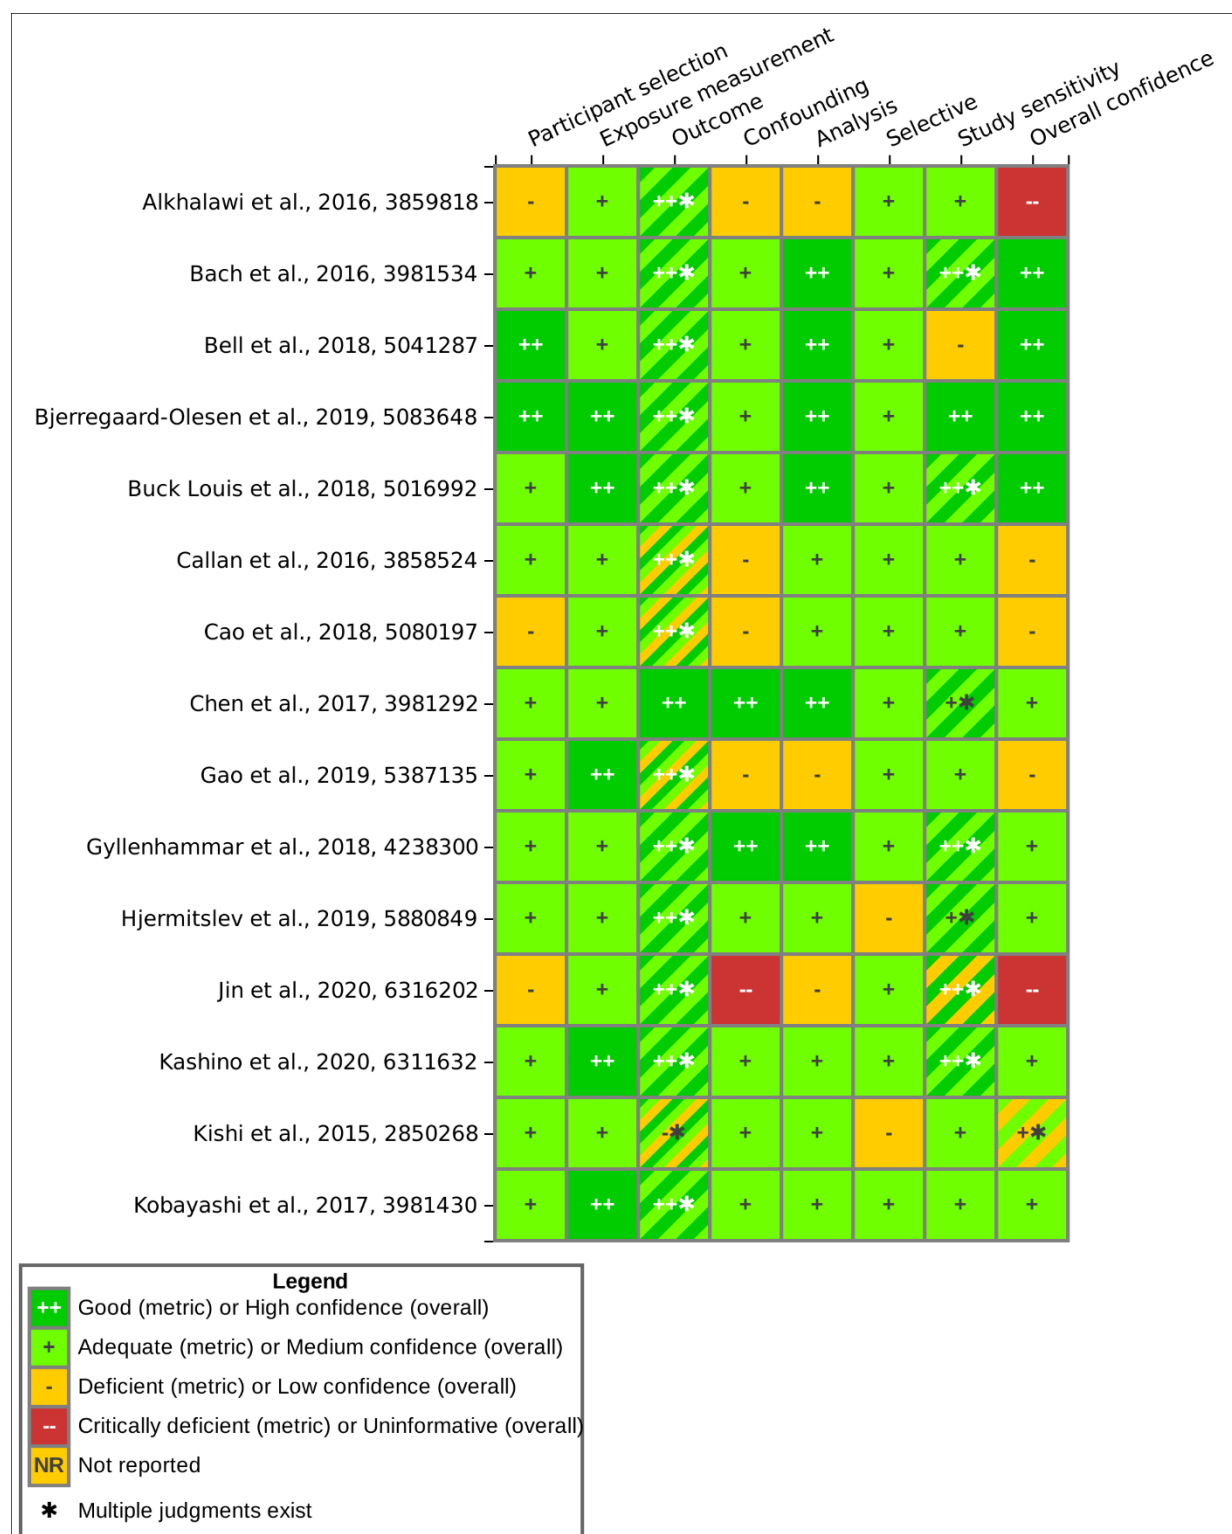 Participant selection
Exposure measurement
Outcome
Confounding
Analysis
Selective
Study sensitivity
Overall confidence
Alkhalawi et al., 2016, 3859818 - + ++✱ - - + + --
Bach et al., 2016, 3981534 + + ++✱ + ++ + ++✱ ++
Bell et al., 2018, 5041287 ++ + ++✱ + ++ + - ++
Bjerregaard-Olesen et al., 2019, 5083648 ++ ++ ++✱ + ++ + ++ ++
Buck Louis et al., 2018, 5016992 + ++ ++✱ + ++ + ++✱ ++
Callan et al., 2016, 3858524 + + ++✱ - + + + -
Cao et al., 2018, 5080197 - + ++✱ - + + + -
Chen et al., 2017, 3981292 + + ++ ++ ++ + +✱ +
Gao et al., 2019, 5387135 + ++ ++✱ - - + + -
Gyllenhammar et al., 2018, 4238300 + + ++✱ ++ ++ + ++✱ +
Hjermitslev et al., 2019, 5880849 + + ++✱ + + - +✱ +
Jin et al., 2020, 6316202 - + ++✱ -- - + ++✱ --
Kashino et al., 2020, 6311632 + ++ ++✱ + + + ++✱ +
Kishi et al., 2015, 2850268 + + -✱ + + - + +✱
Kobayashi et al., 2017, 3981430 + ++ ++✱ + + + + +
Legend
++ Good (metric) or High confidence (overall)
+ Adequate (metric) or Medium confidence (overall)
- Deficient (metric) or Low confidence (overall)
-- Critically deficient (metric) or Uninformative (overall)
NR Not reported
✱ Multiple judgments exist